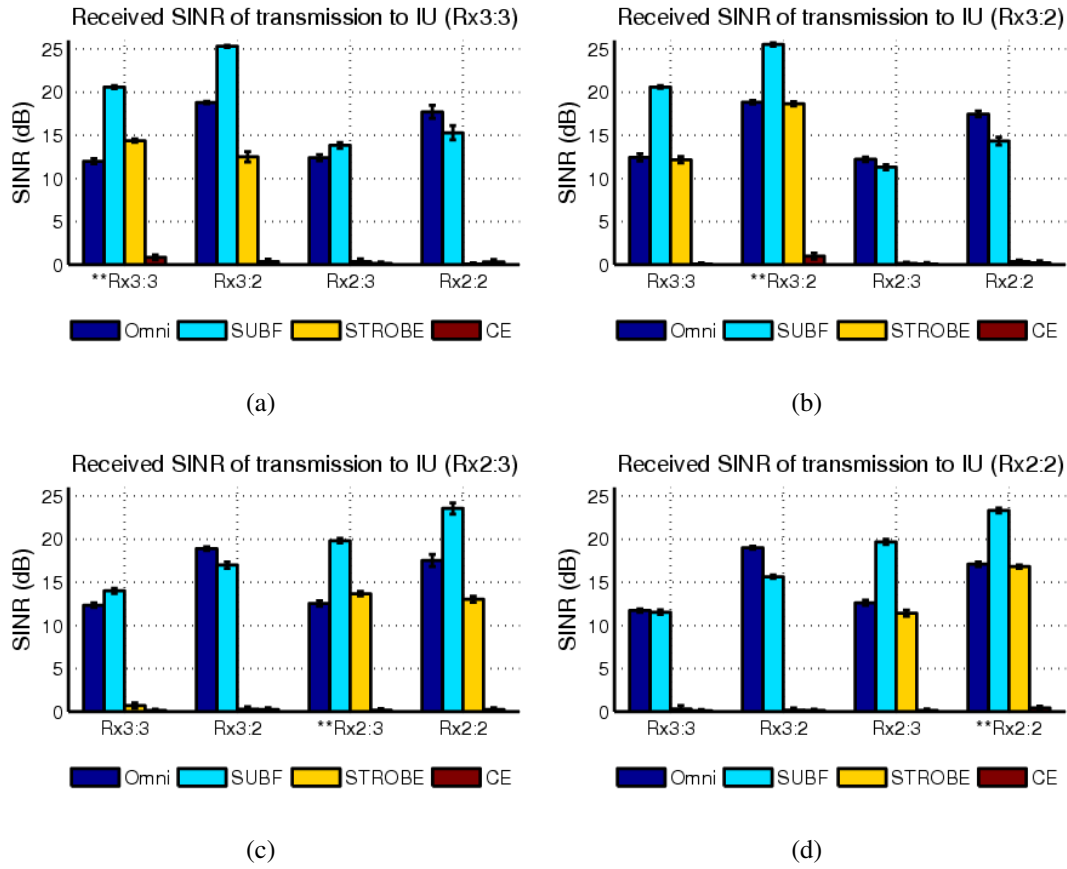 Received SINR of transmission to IU (Rx3:3)
25
20
15
10
5
0
SINR (dB)
**Rx3:3 Rx3:2 Rx2:3 Rx2:2
Omni SUBF STROBE CE
(a)
Received SINR of transmission to IU (Rx3:2)
25
20
15
10
5
0
SINR (dB)
Rx3:3 **Rx3:2 Rx2:3 Rx2:2
Omni SUBF STROBE CE
(b)
Received SINR of transmission to IU (Rx2:3)
25
20
15
10
5
0
SINR (dB)
Rx3:3 Rx3:2 **Rx2:3 Rx2:2
Omni SUBF STROBE CE
(c)
Received SINR of transmission to IU (Rx2:2)
25
20
15
10
5
0
SINR (dB)
Rx3:3 Rx3:2 Rx2:3 **Rx2:2
Omni SUBF STROBE CE
(d)